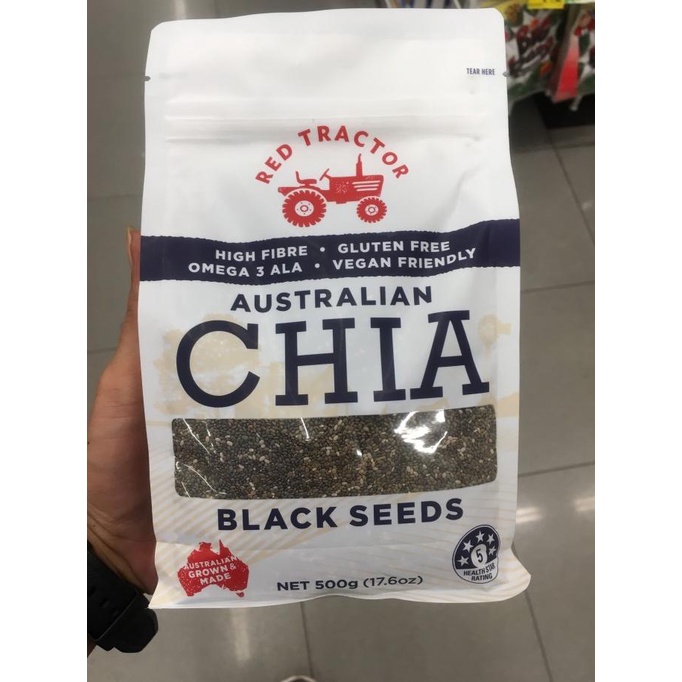 TEAR HERE
RED TRACTOR
HIGH FIBRE • GLUTEN FREE
OMEGA 3 ALA • VEGAN FRIENDLY
AUSTRALIAN
CHIA
BLACK SEEDS
AUSTRALIAN
GROWN &
MADE
NET 500g (17.6oz)
5
HEALTH STAR
RATING